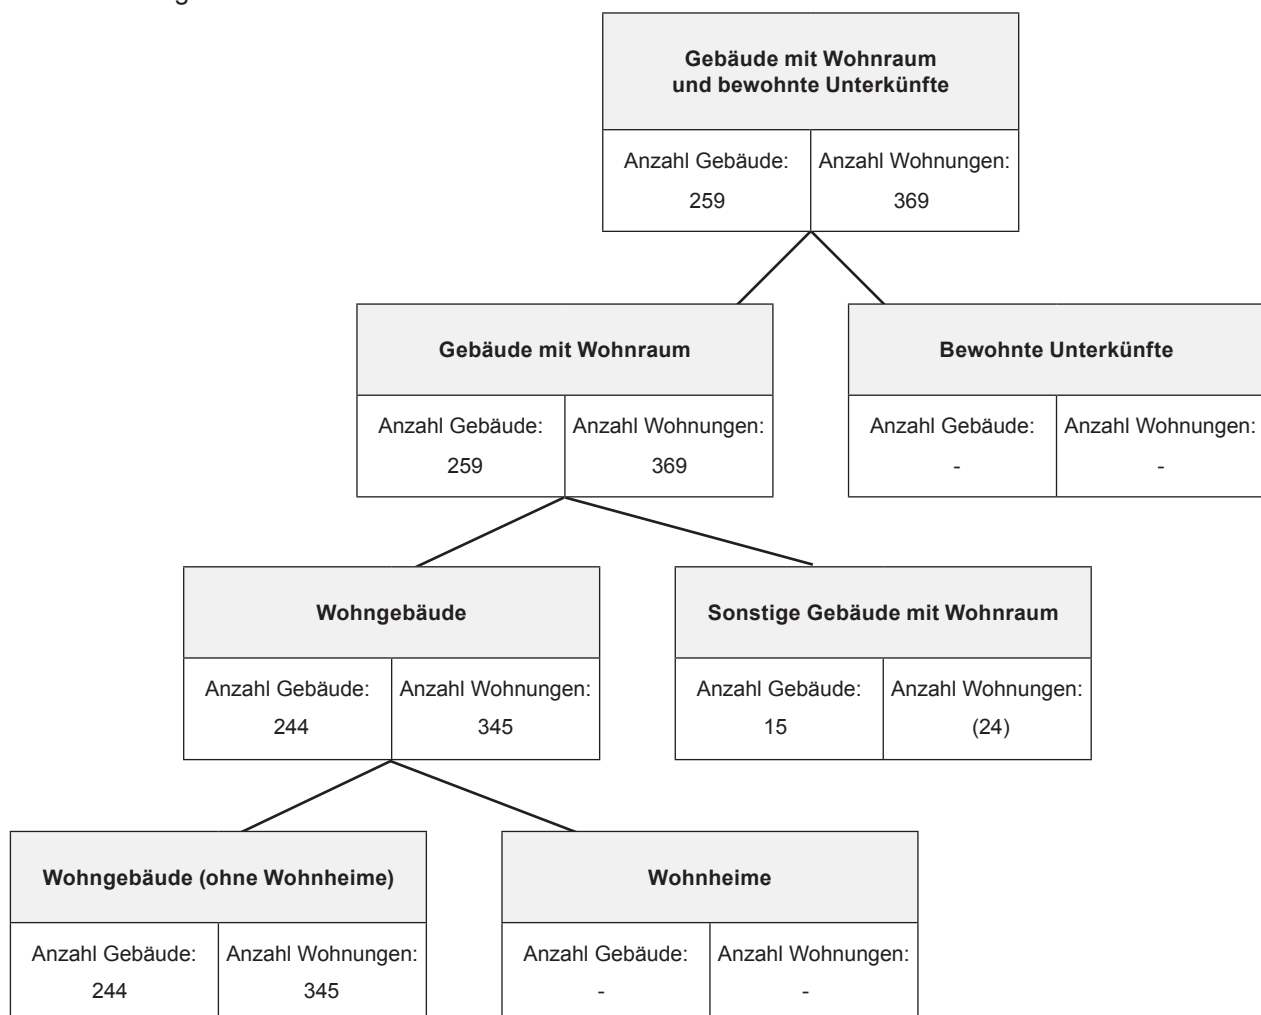 Gebäude mit Wohnraum
und bewohnte Unterkünfte
Anzahl Gebäude:
259
Anzahl Wohnungen:
369
Gebäude mit Wohnraum
Anzahl Gebäude:
259
Anzahl Wohnungen:
369
Bewohnte Unterkünfte
Anzahl Gebäude:
-
Anzahl Wohnungen:
-
Wohngebäude
Anzahl Gebäude:
244
Anzahl Wohnungen:
345
Sonstige Gebäude mit Wohnraum
Anzahl Gebäude:
15
Anzahl Wohnungen:
(24)
Wohngebäude (ohne Wohnheime)
Anzahl Gebäude:
244
Anzahl Wohnungen:
345
Wohnheime
Anzahl Gebäude:
-
Anzahl Wohnungen:
-